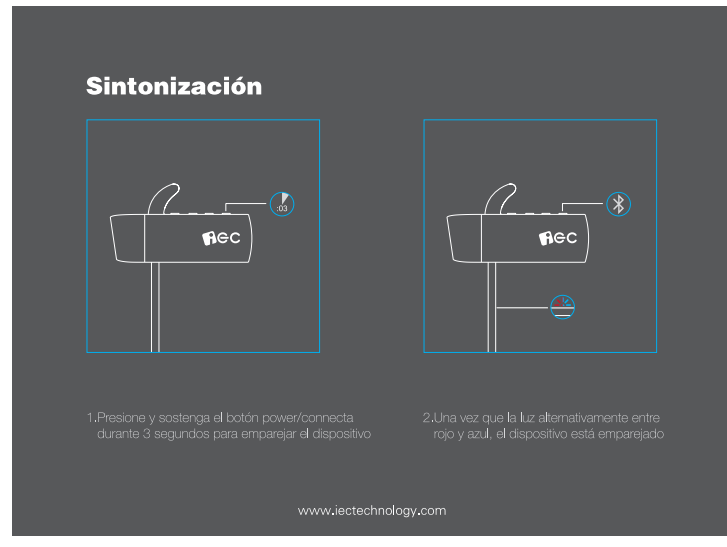 Sintonización
:03
iec
iec
1.Presione y sostenga el botón power/connecta
durante 3 segundos para emparejar el dispositivo
2.Una vez que la luz alternativamente entre
rojo y azul, el dispositivo está emparejado
www.iectechnology.com